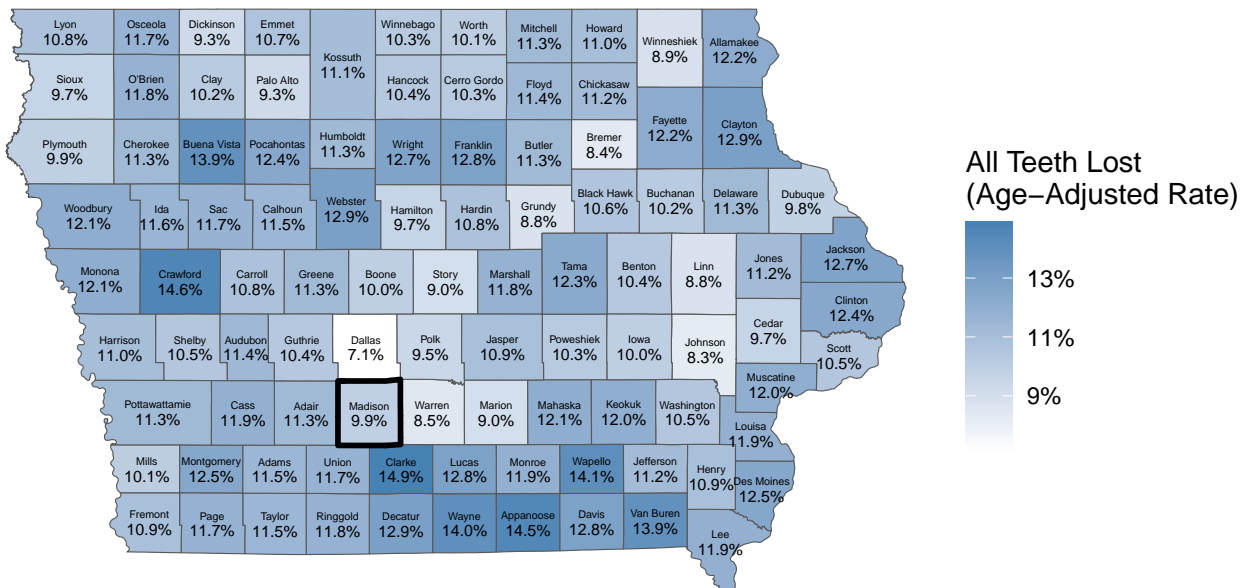 Lyon
10.8%
Osceola
11.7%
Dickinson
9.3%
Emmet
10.7%
Kossuth
11.1%
Winnebago
10.3%
Worth
10.1%
Mitchell
11.3%
Howard
11.0%
Winneshiek
8.9%
Allamakee
12.2%
Sioux
9.7%
O'Brien
11.8%
Clay
10.2%
Palo Alto
9.3%
Hancock
10.4%
Cerro Gordo
10.3%
Floyd
11.4%
Chickasaw
11.2%
Plymouth
9.9%
Cherokee
11.3%
Buena Vista
13.9%
Pocahontas
12.4%
Humboldt
11.3%
Wright
12.7%
Franklin
12.8%
Butler
11.3%
Bremer
8.4%
Fayette
12.2%
Clayton
12.9%
Woodbury
12.1%
Ida
11.6%
Sac
11.7%
Calhoun
11.5%
Webster
12.9%
Hamilton
9.7%
Hardin
10.8%
Grundy
8.8%
Black Hawk
10.6%
Buchanan
10.2%
Delaware
11.3%
Dubuque
9.8%
Monona
12.1%
Crawford
14.6%
Carroll
10.8%
Greene
11.3%
Boone
10.0%
Story
9.0%
Marshall
11.8%
Tama
12.3%
Benton
10.4%
Linn
8.8%
Jones
11.2%
Jackson
12.7%
Clinton
12.4%
Harrison
11.0%
Shelby
10.5%
Audubon
11.4%
Guthrie
10.4%
Dallas
7.1%
Polk
9.5%
Jasper
10.9%
Poweshiek
10.3%
Iowa
10.0%
Johnson
8.3%
Cedar
9.7%
Scott
10.5%
Muscatine
12.0%
Pottawattamie
11.3%
Cass
11.9%
Adair
11.3%
Madison
9.9%
Warren
8.5%
Marion
9.0%
Mahaska
12.1%
Keokuk
12.0%
Washington
10.5%
Louisa
11.9%
Mills
10.1%
Montgomery
12.5%
Adams
11.5%
Union
11.7%
Clarke
14.9%
Lucas
12.8%
Monroe
11.9%
Wapello
14.1%
Jefferson
11.2%
Henry
10.9%
Des Moines
12.5%
Fremont
10.9%
Page
11.7%
Taylor
11.5%
Ringgold
11.8%
Decatur
12.9%
Wayne
14.0%
Appanoose
14.5%
Davis
12.8%
Van Buren
13.9%
Lee
11.9%
All Teeth Lost
(Age−Adjusted Rate)
13%
11%
9%